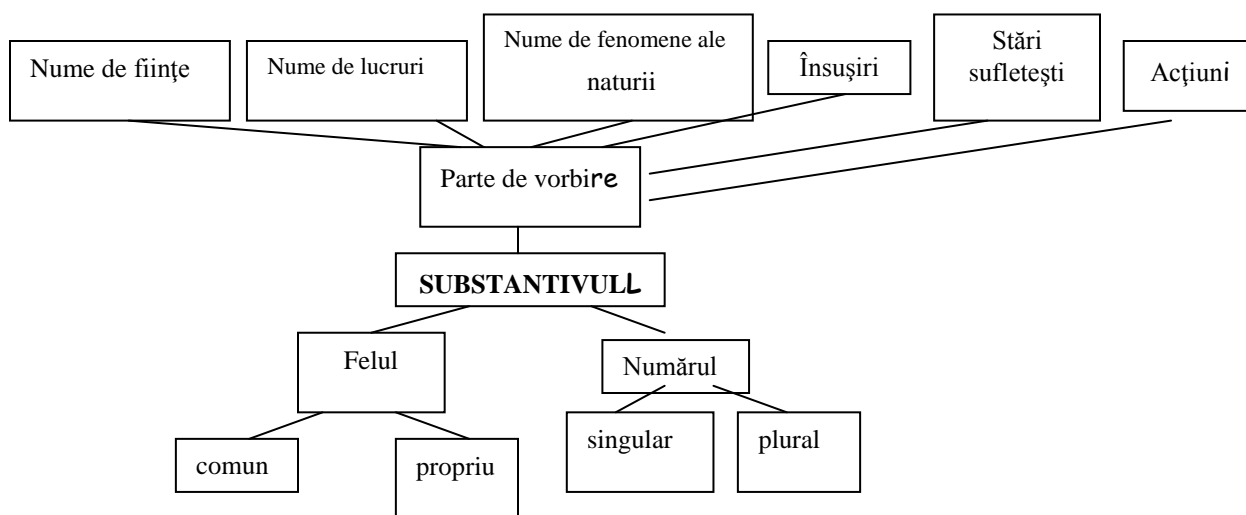 Nume de fiinţe
Nume de lucruri
Nume de fenomene ale
naturii
Însuşiri
Stări
sufleteşti
Acţiuni
Parte de vorbire
SUBSTANTIVULL
Felul
Numărul
comun
propriu
singular
plural